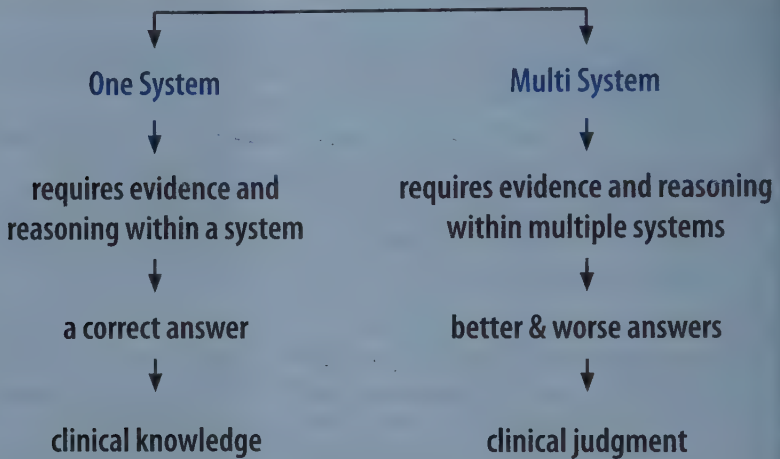 One System
requires evidence and
reasoning within a system
a correct answer
clinical knowledge
Multi System
requires evidence and reasoning
within multiple systems
better & worse answers
clinical judgment